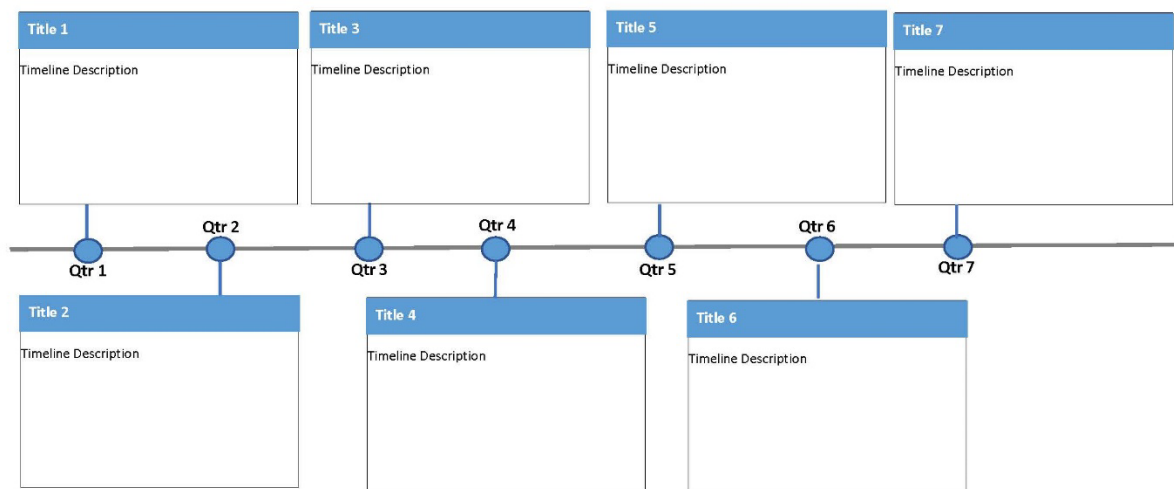 Title 1
Timeline Description
Title 3
Timeline Description
Title 5
Timeline Description
Title 7
Timeline Description
Qtr 1
Qtr 2
Qtr 3
Qtr 4
Qtr 5
Qtr 6
Qtr 7
Title 2
Timeline Description
Title 4
Timeline Description
Title 6
Timeline Description